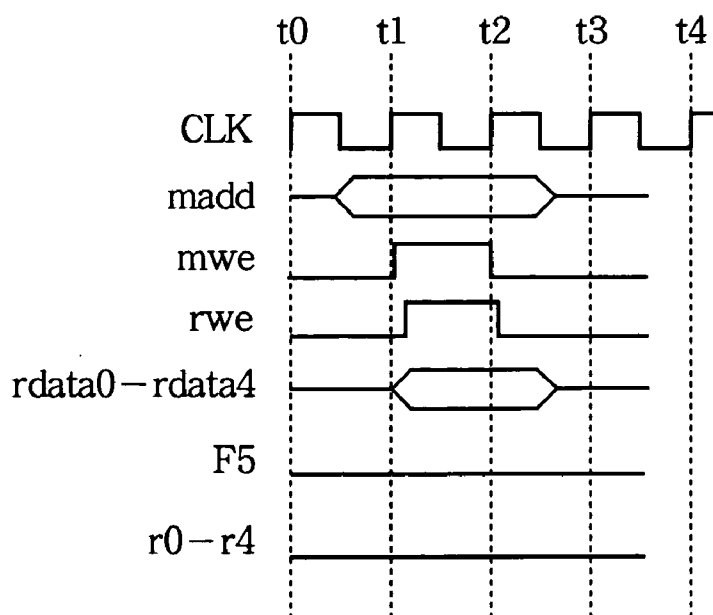 t0 t1 t2 t3 t4
CLK
madd
mwe
rwe
rdata0−rdata4
F5
r0−r4